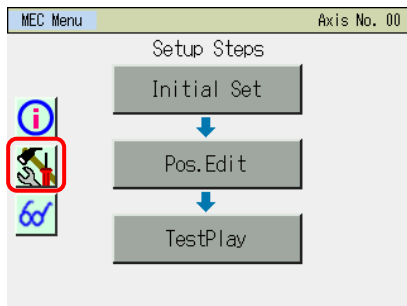 MEC Menu Axis No. 00
Setup Steps
Initial Set
Pos.Edit
TestPlay